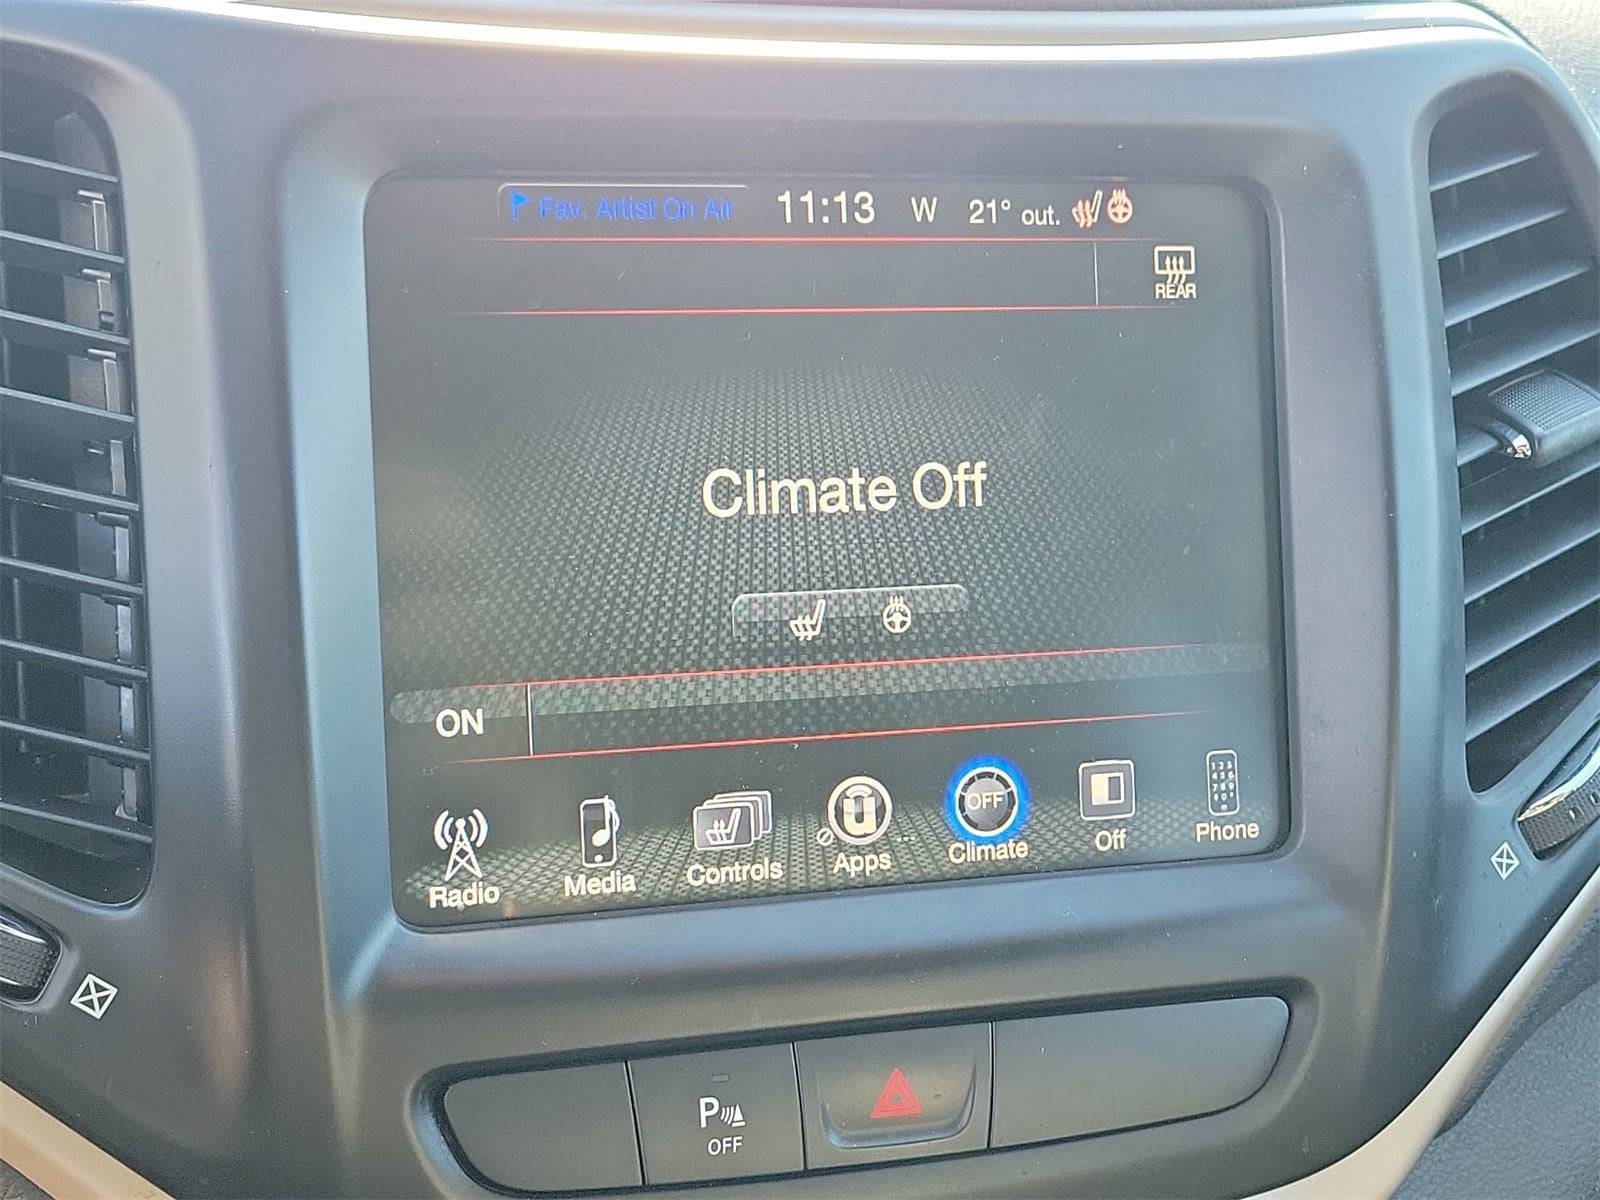 Fav. Artist On Air 11:13 W 21° out.
REAR
Climate Off
ON
OFF
Radio Media Controls Apps Climate Off Phone
P
OFF